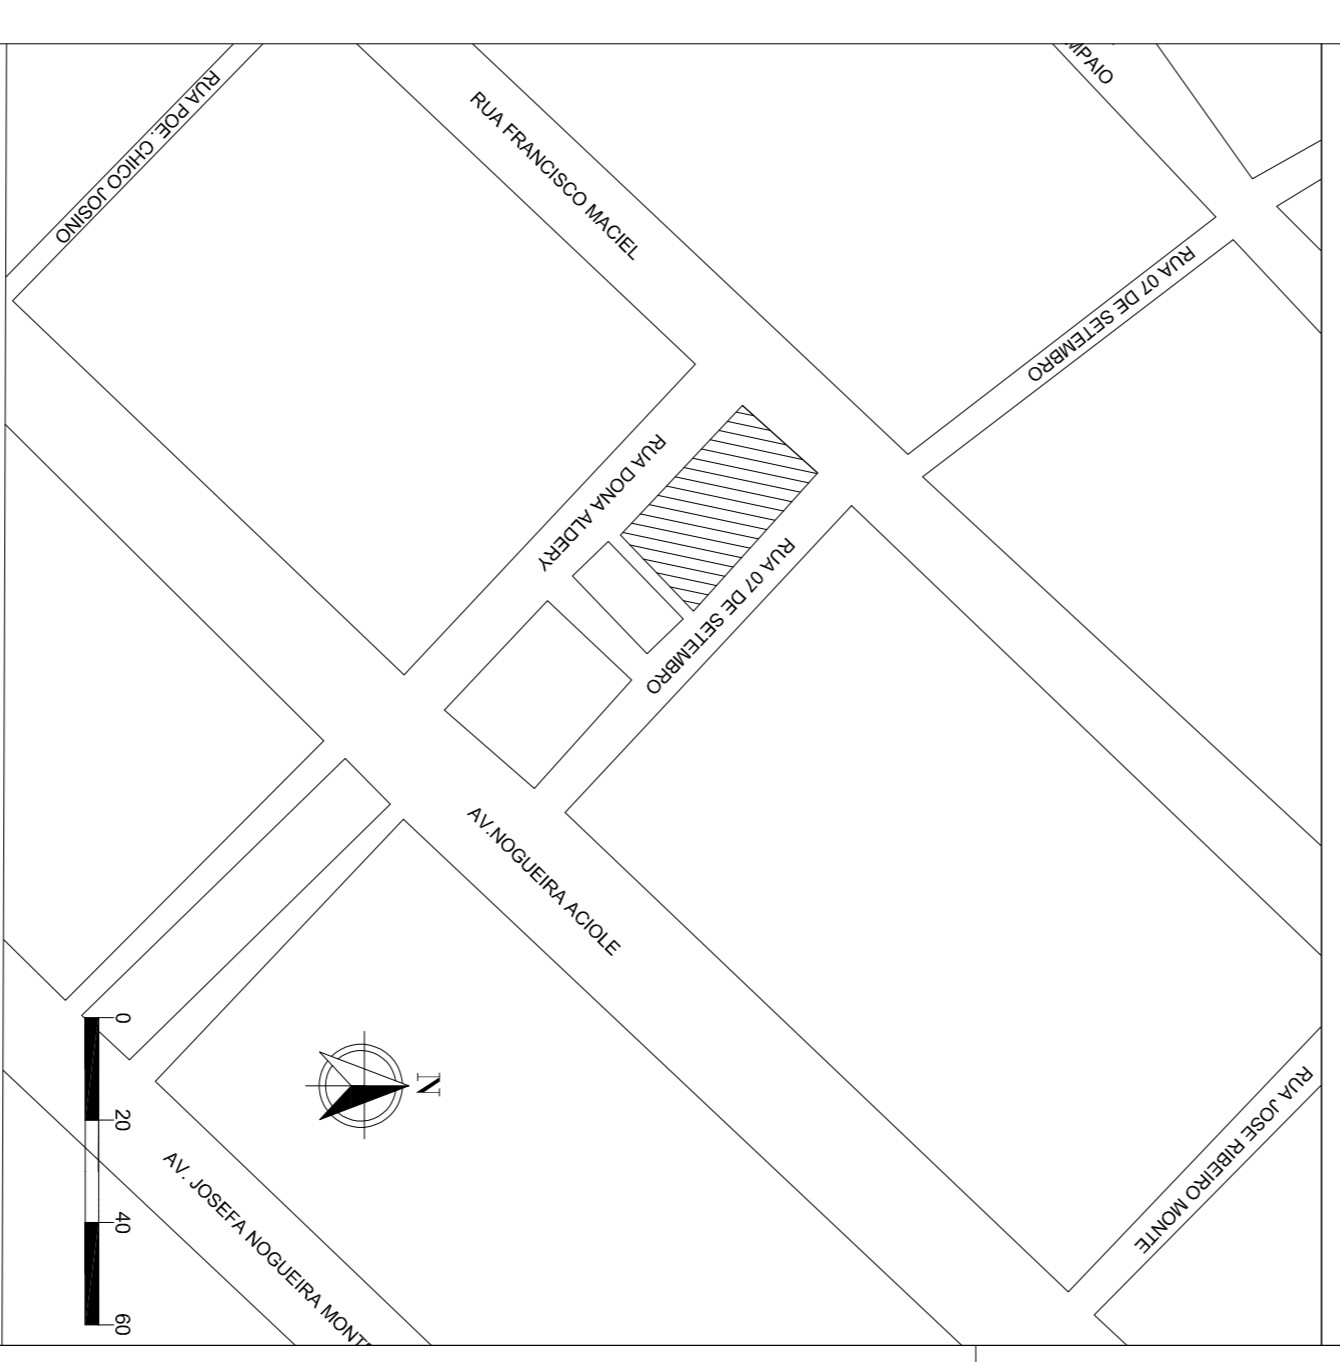 MPAIO
RUA POE. CHICO JOSINO
RUA FRANCISCO MACIEL
RUA 07 DE SETEMBRO
RUA DONA ALDERY
RUA 07 DE SETEMBRO
AV.NOGUEIRA ACIOLE
N
0
20
40
60
RUA JOSE RIBEIRO MONTE
AV. JOSEFA NOGUEIRA MONT